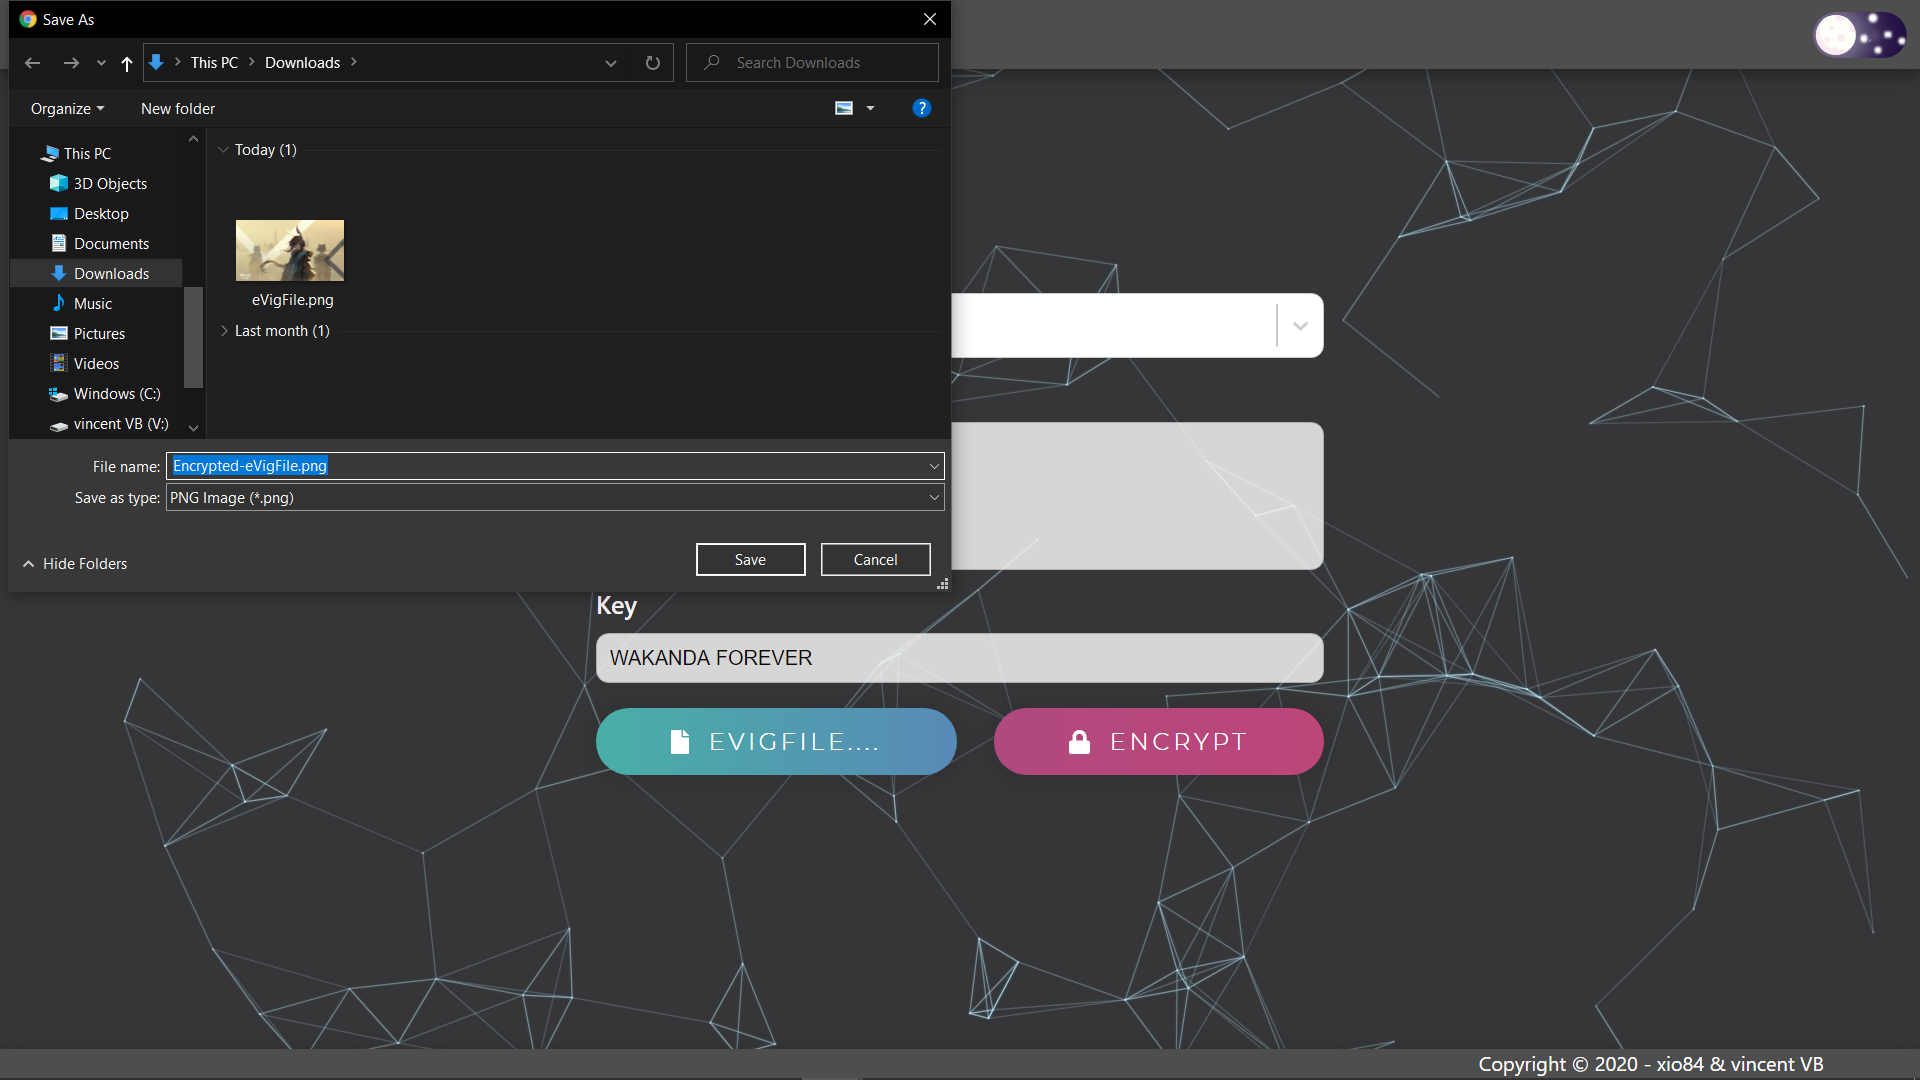 Save As
This PC
Downloads
Search Downloads
Organize
New folder
This PC
3D Objects
Desktop
Documents
Downloads
Music
Pictures
Videos
Windows (C:)
vincent VB (V:)
Today (1)
eVigFile.png
Last month (1)
File name: Encrypted-eVigFile.png
Save as type: PNG Image (*.png)
Hide Folders
Save
Cancel
Key
WAKANDA FOREVER
EVIGFILE....
ENCRYPT
Copyright © 2020 - xio84 & vincent VB